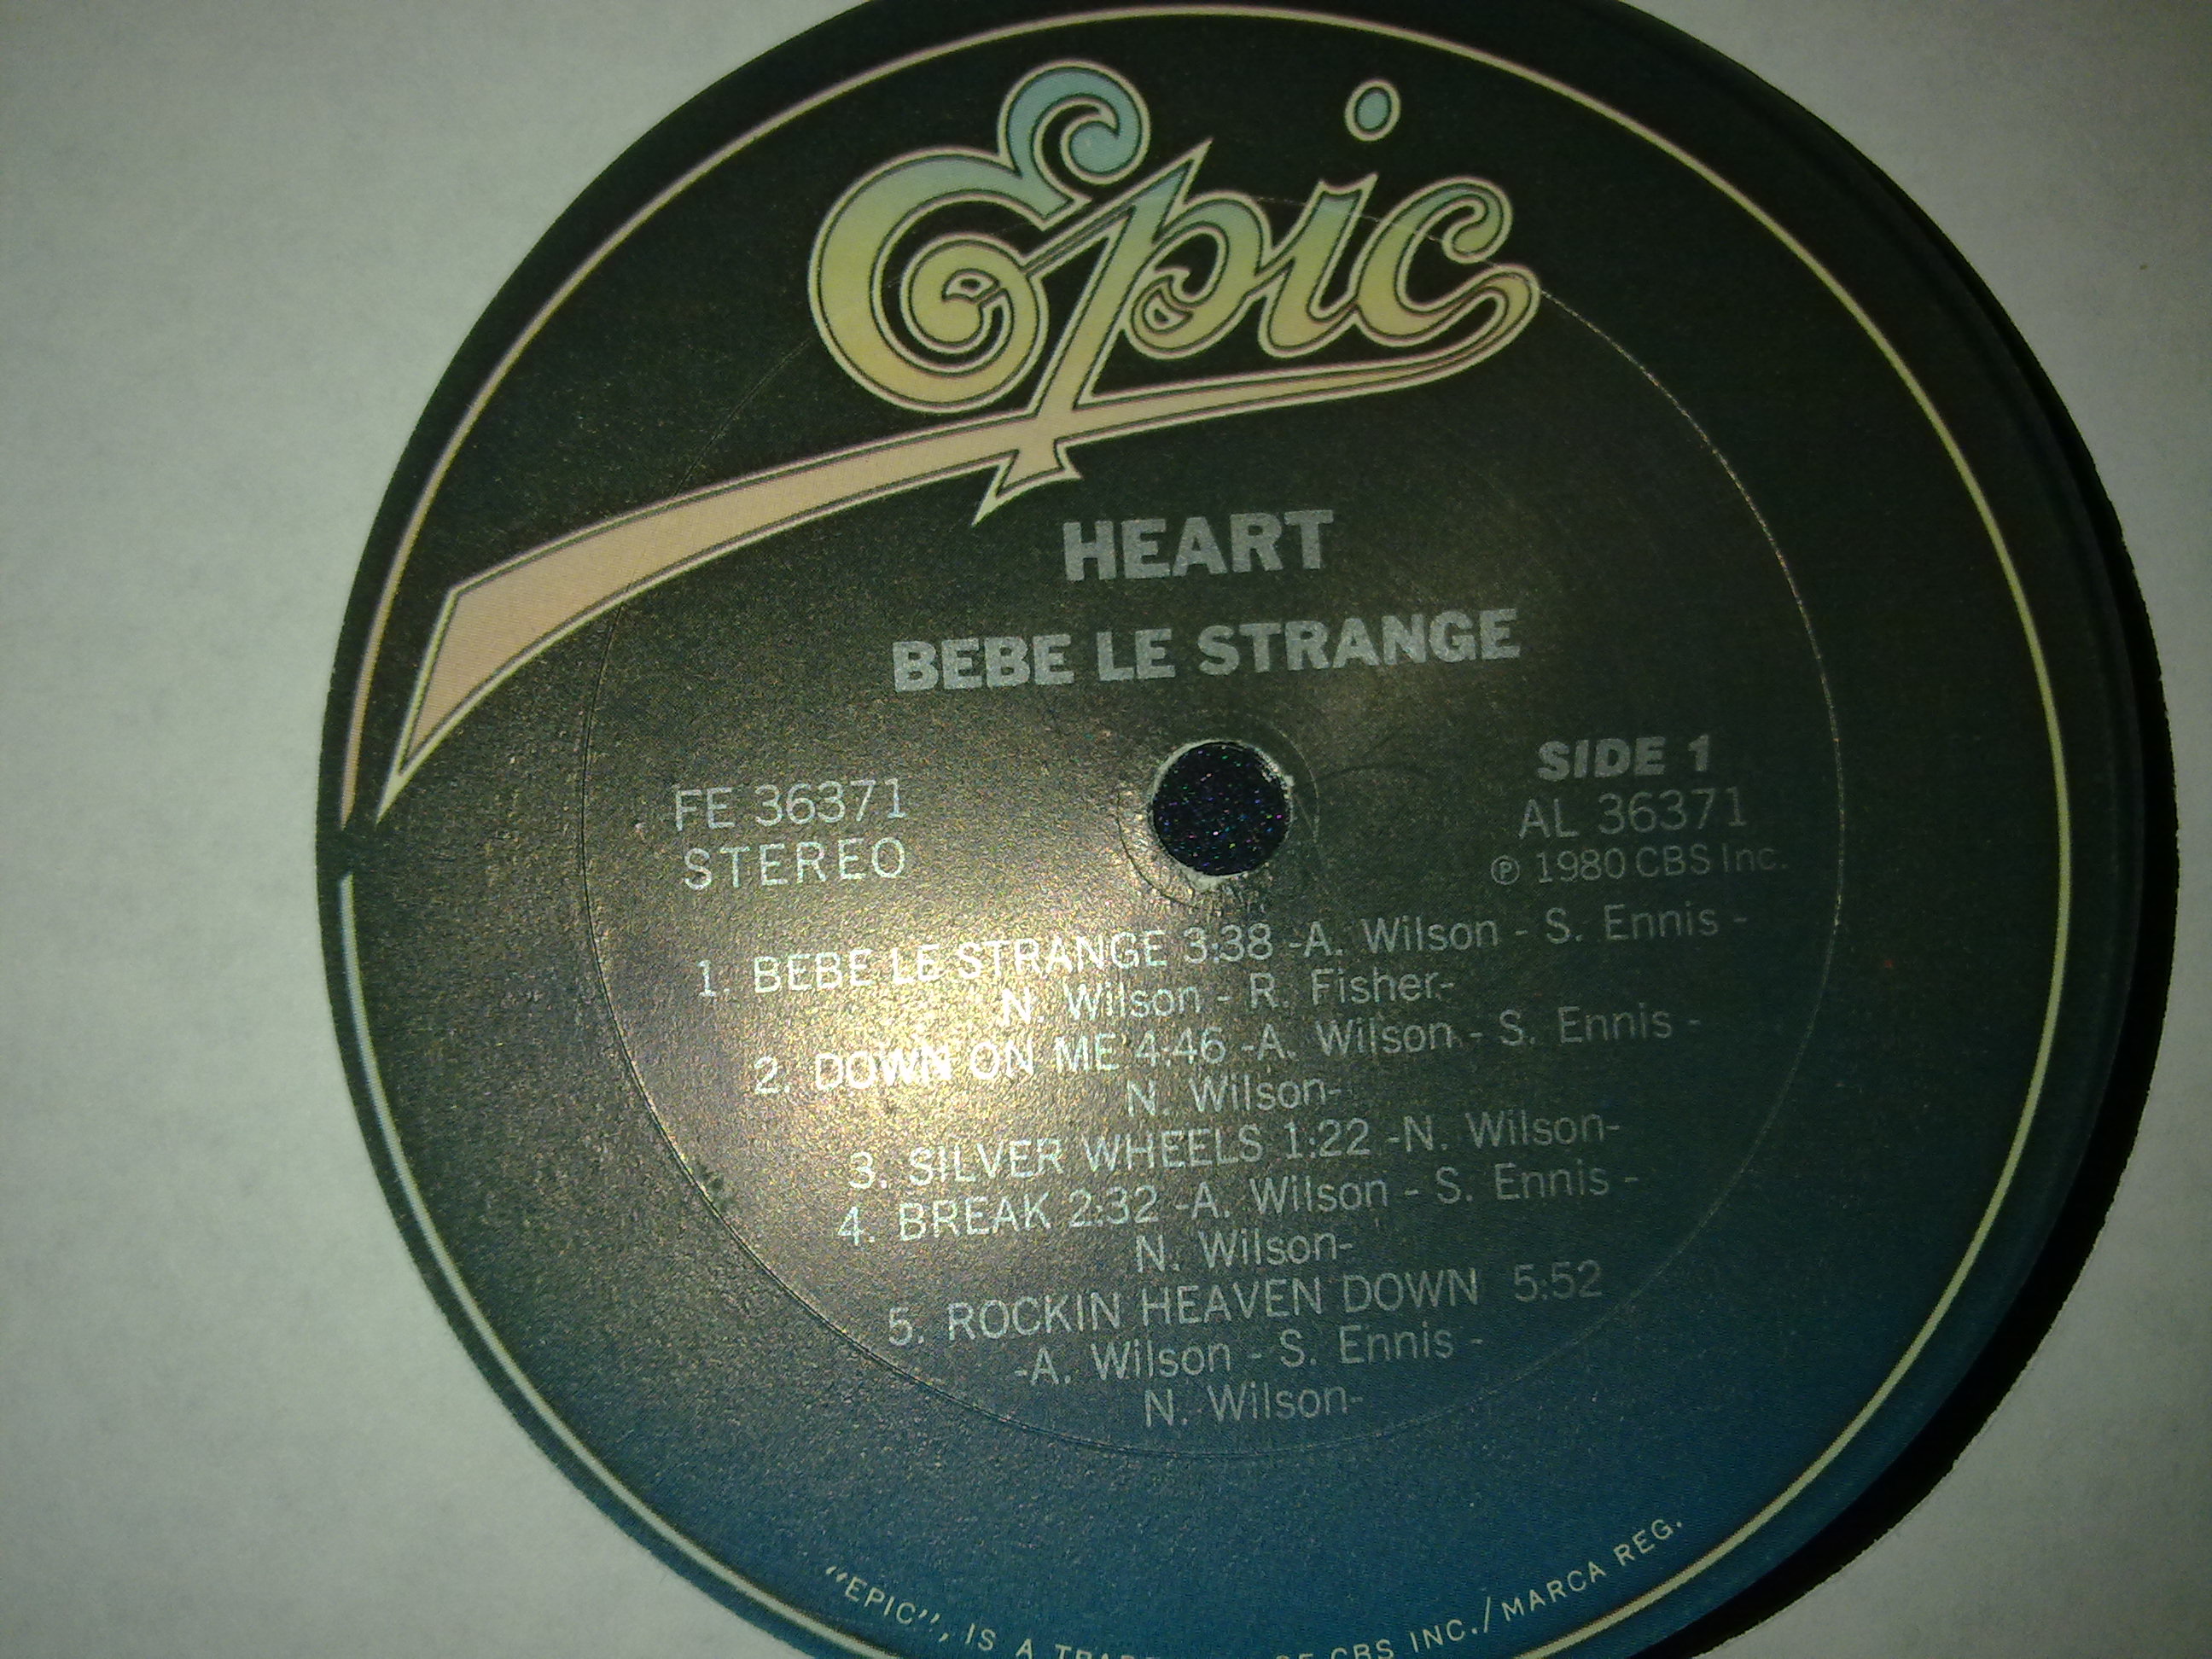 Epic
HEART
BEBE LE STRANGE
FE 36371
STEREO
SIDE 1
AL 36371
℗ 1980 CBS Inc.
1. BEBE LE STRANGE 3:38 -A. Wilson - S. Ennis -
N. Wilson - R. Fisher-
2. DOWN ON ME 4:46 -A. Wilson - S. Ennis -
N. Wilson-
3. SILVER WHEELS 1:22 -N. Wilson-
4. BREAK 2:32 -A. Wilson - S. Ennis -
N. Wilson-
5. ROCKIN HEAVEN DOWN 5:52
-A. Wilson - S. Ennis -
N. Wilson-
"EPIC", IS A CBS INC./MARCA REG.